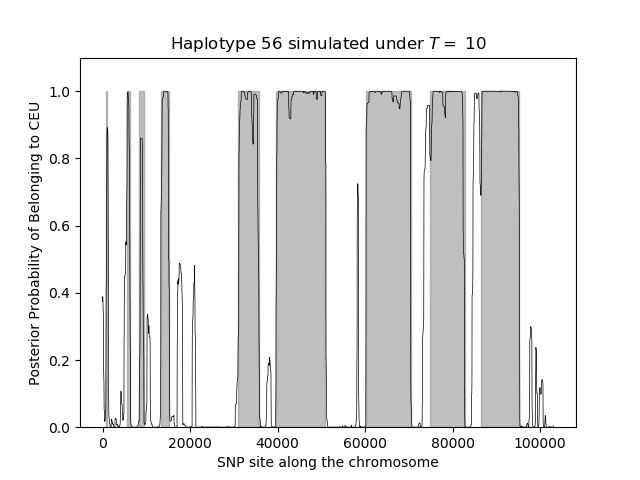 Haplotype 56 simulated under T = 10
Posterior Probability of Belonging to CEU
1.0
0.8
0.6
0.4
0.2
0.0
0 20000 40000 60000 80000 100000
SNP site along the chromosome